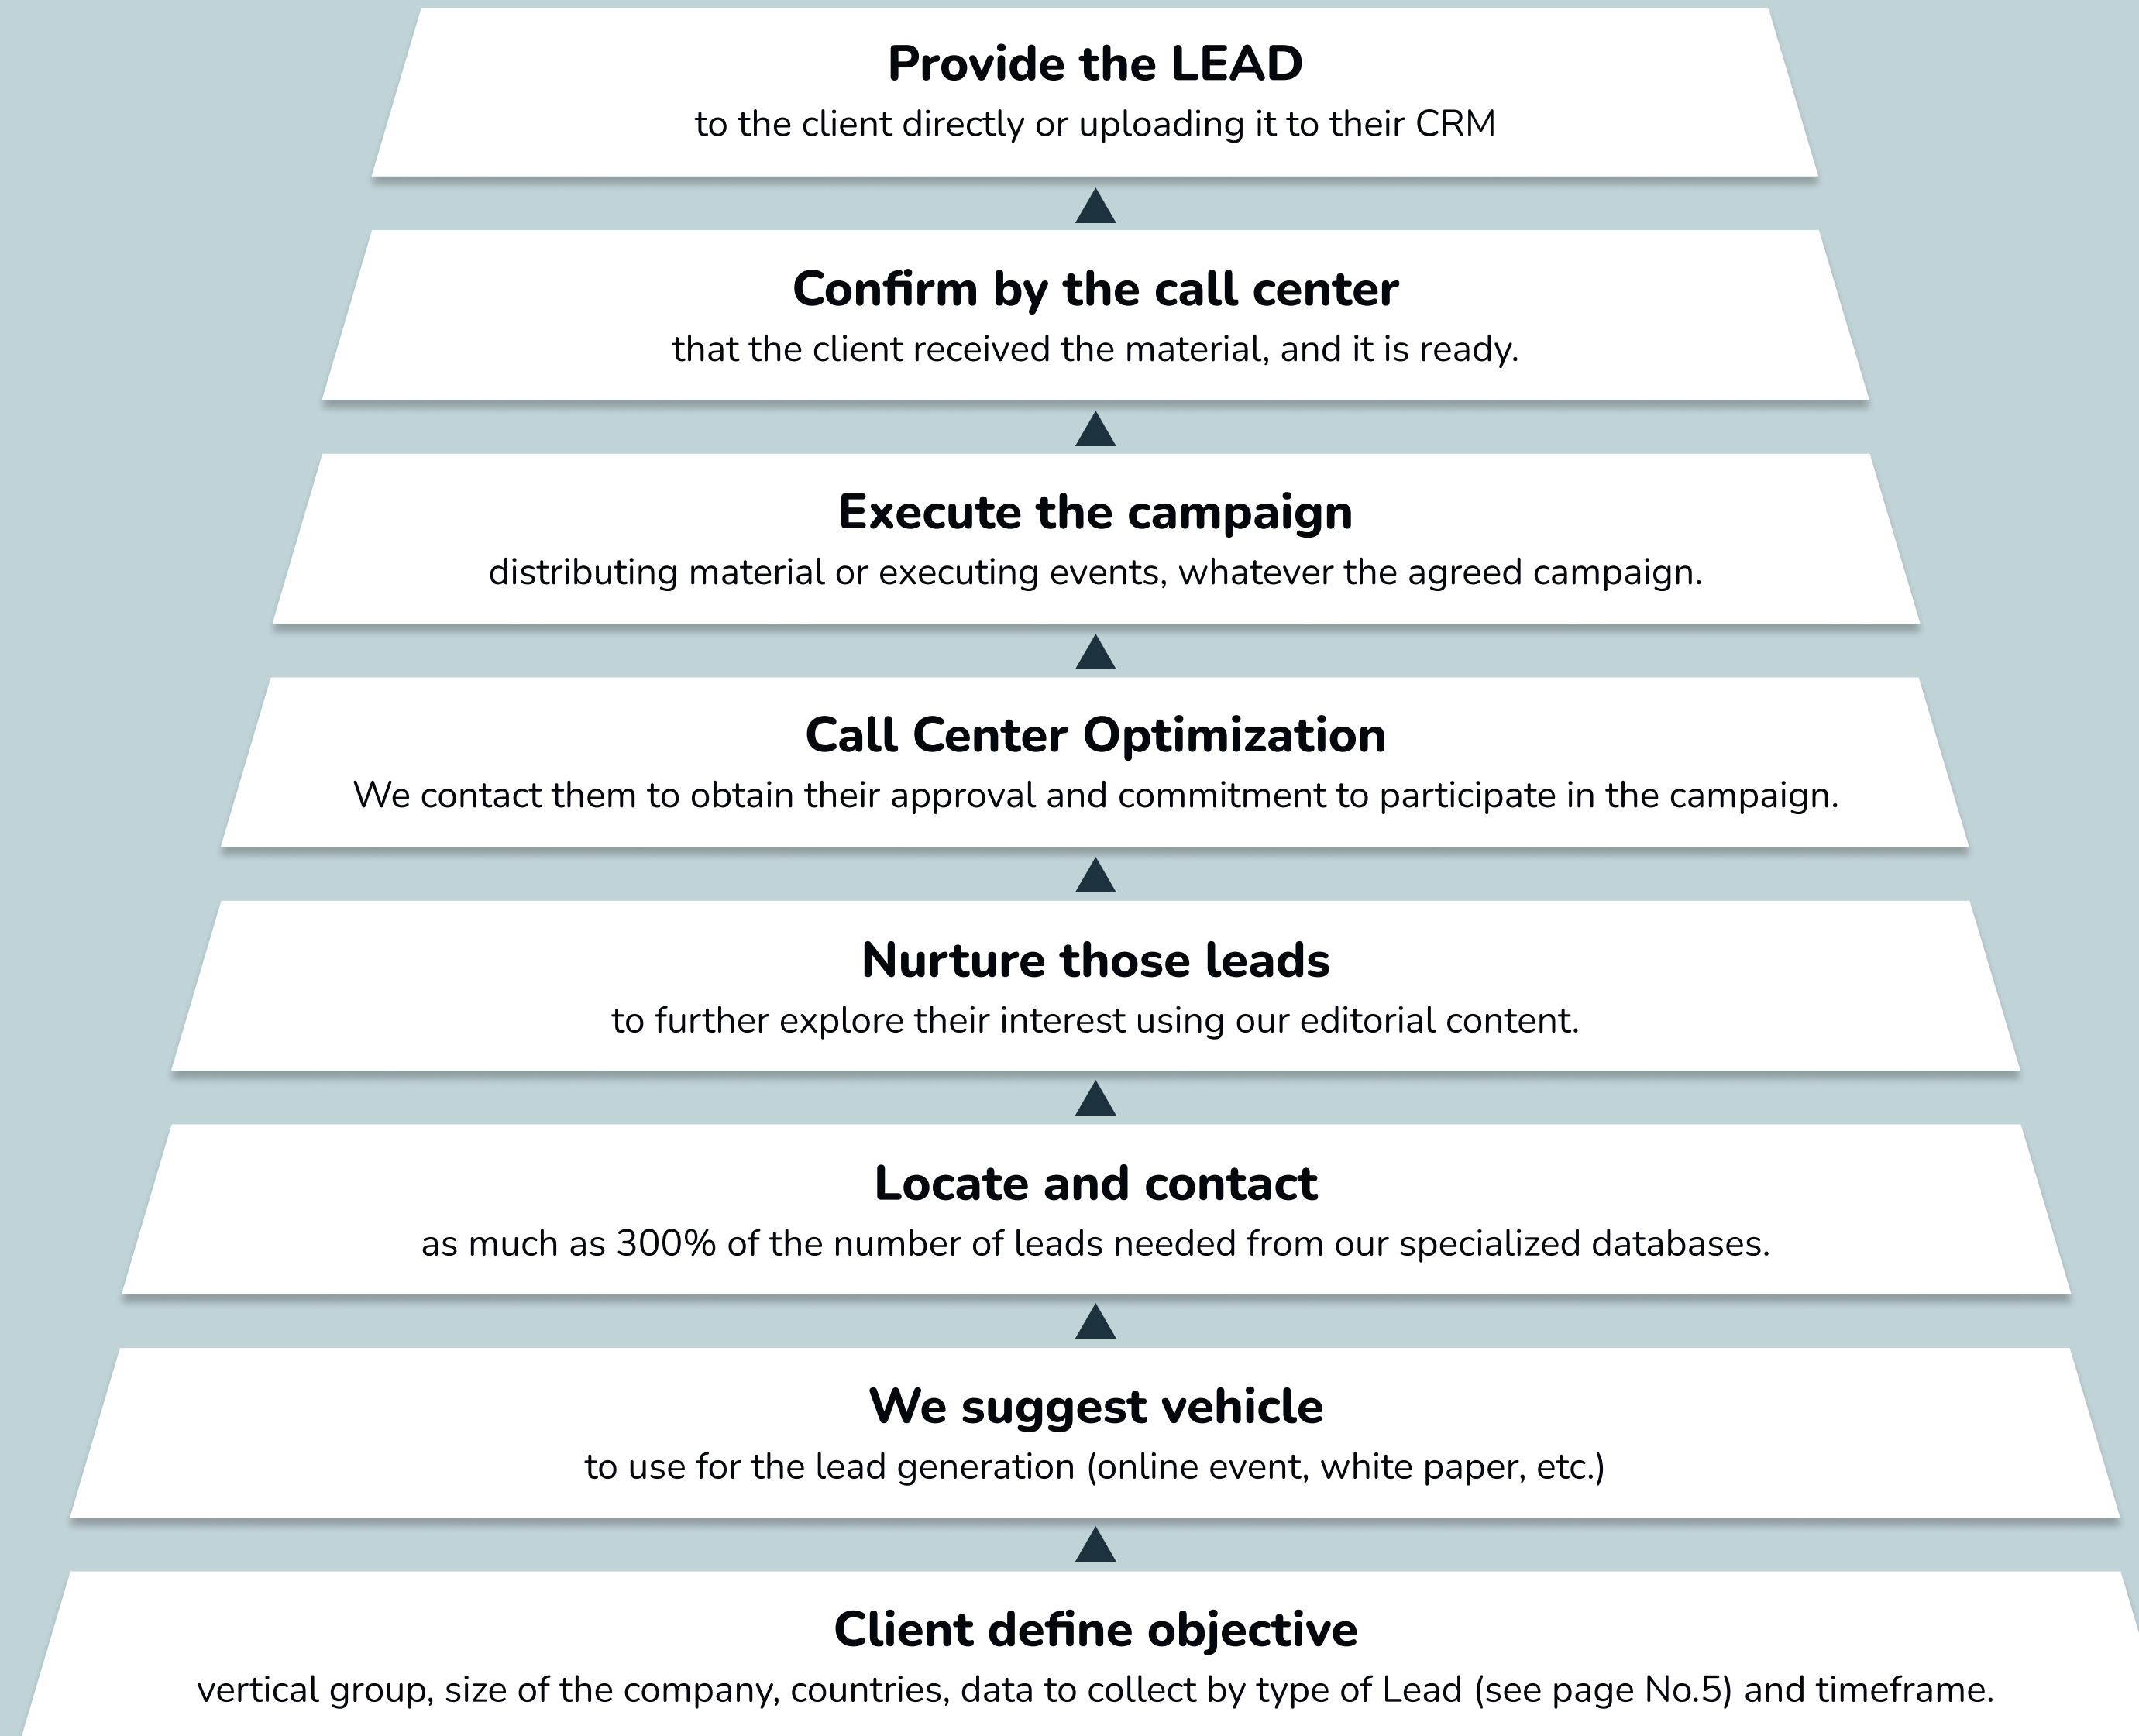 Provide the LEAD
to the client directly or uploading it to their CRM
Confirm by the call center
that the client received the material, and it is ready.
Execute the campaign
distributing material or executing events, whatever the agreed campaign.
Call Center Optimization
We contact them to obtain their approval and commitment to participate in the campaign.
Nurture those leads
to further explore their interest using our editorial content.
Locate and contact
as much as 300% of the number of leads needed from our specialized databases.
We suggest vehicle
to use for the lead generation (online event, white paper, etc.)
Client define objective
vertical group, size of the company, countries, data to collect by type of Lead (see page No.5) and timeframe.